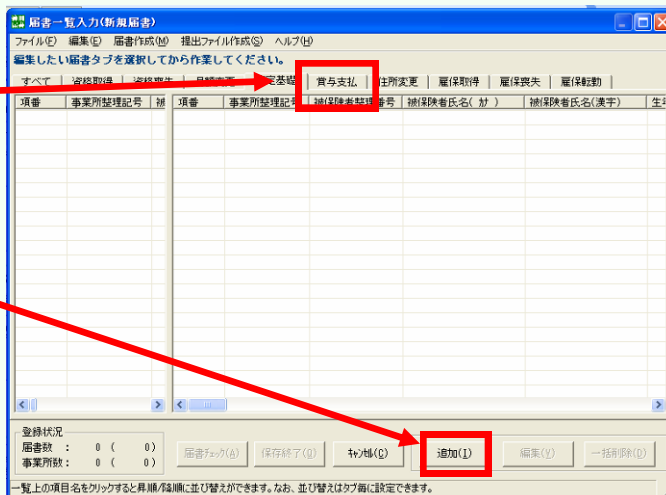 届書一覧入力(新規届書)
ファイル(F) 編集(E) 届書作成(M) 提出ファイル作成(S) ヘルプ(H)
編集したい届書タブを選択してから作業してください。
すべて 資格取得 資格喪失 月額変更 算定基礎 賞与支払 住所変更 雇保取得 雇保喪失 雇保転勤
項番 事業所整理記号 被 項番 事業所整理記号 被保険者整理番号 被保険者氏名(カナ) 被保険者氏名(漢字) 生年
登録状況
届書数 : 0 ( 0)
事業所数: 0 ( 0)
届書チェック(A) 保存終了(O) キャンセル(C) 追加(I) 編集(V) 一括削除(D)
一覧上の項目名をクリックすると昇順/降順に並び替えができます。なお、並び替えはタブ毎に設定できます。